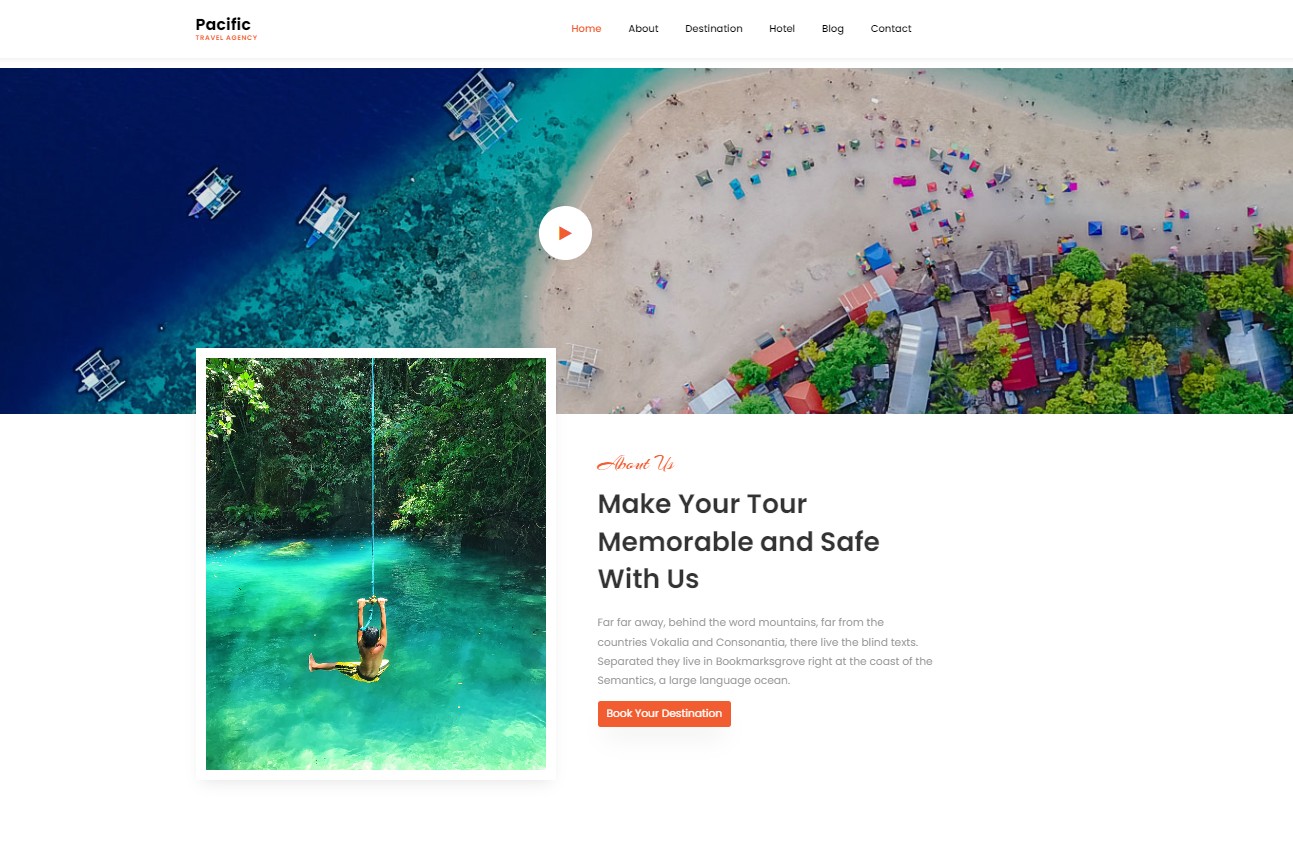 Pacific
TRAVEL AGENCY
Home About Destination Hotel Blog Contact
About Us
Make Your Tour
Memorable and Safe
With Us
Far far away, behind the word mountains, far from the
countries Vokalia and Consonantia, there live the blind texts.
Separated they live in Bookmarksgrove right at the coast of the
Semantics, a large language ocean.
Book Your Destination